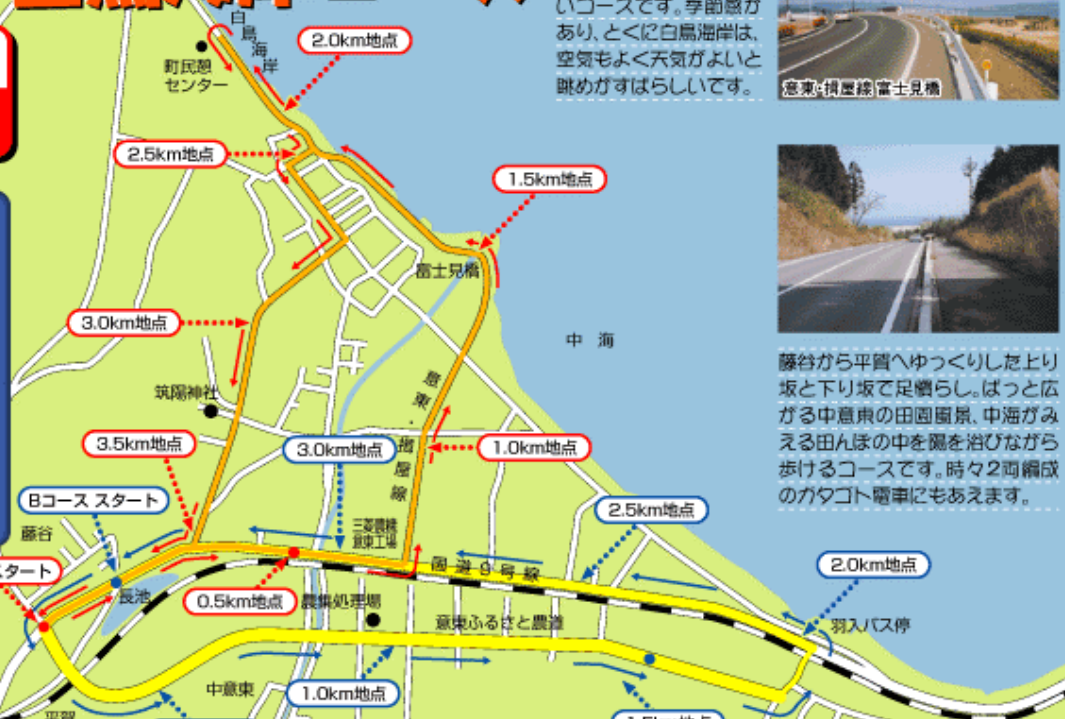 いコースです。季節感が
あり、とくに白鳥海岸は、
空気もよく天気がよいと
眺めがすばらしいです。
意東・揖屋線 富士見橋
白鳥海岸
町民憩
センター
2.0km地点
2.5km地点
1.5km地点
富士見橋
3.0km地点
中海
筑陽神社
意東・揖屋線
藤谷から平賀へゆっくりした上り
坂と下り坂で足慣らし。ぱっと広
がる中意東の田園風景、中海がみ
える田んぼの中を陽を浴びながら
歩けるコースです。時々2両編成
のガタゴト電車にもあえます。
3.5km地点
3.0km地点
1.0km地点
Bコース スタート
2.5km地点
藤谷
三菱農機
意東工場
国道9号線
2.0km地点
スタート
長池
0.5km地点
農集処理場
意東ふるさと農道
羽入バス停
中意東
1.0km地点
平賀